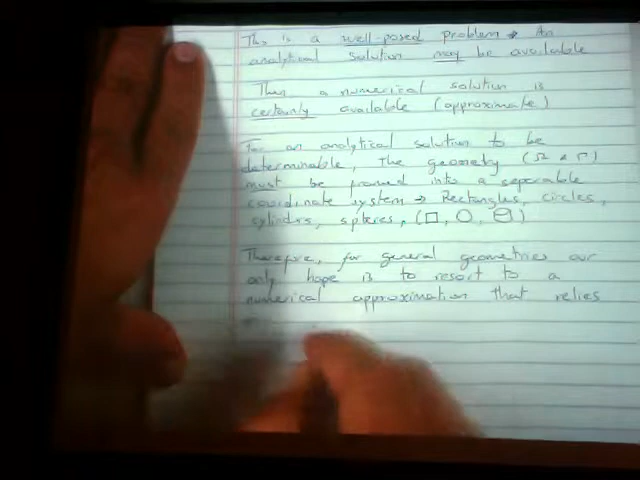 This is a well-posed problem → An
analytical solution may be available
Then a numerical solution is
certainly available (approximate)
For an analytical solution to be
determinable, the geometry (Ω & Γ)
must be framed into a seperable
coordinate system → Rectangles, circles,
cylinders, spheres, (□, ○,
Therefore, for general geometries our
only hope is to resort to a
numerical approximation that relies